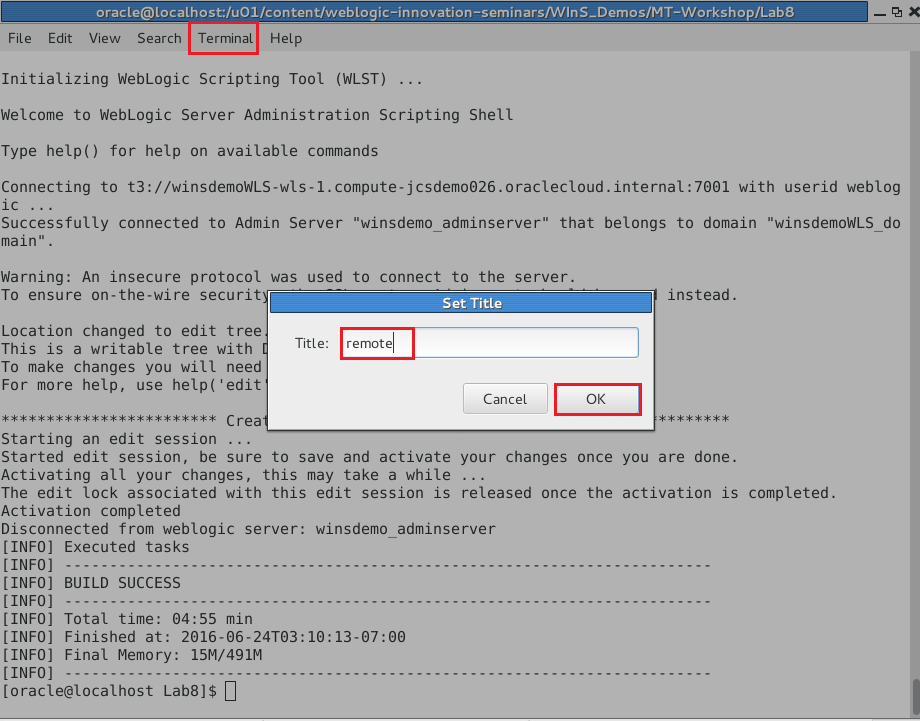 oracle@localhost:/u01/content/weblogic-innovation-seminars/WInS_Demos/MT-Workshop/Lab8
File Edit View Search Terminal Help
Initializing WebLogic Scripting Tool (WLST) ...
Welcome to WebLogic Server Administration Scripting Shell
Type help() for help on available commands
Connecting to t3://winsdemoWLS-wls-1.compute-jcsdemo026.oraclecloud.internal:7001 with userid weblog
ic ...
Successfully connected to Admin Server "winsdemo_adminserver" that belongs to domain "winsdemoWLS_do
main".
Warning: An insecure protocol was used to connect to the server.
To ensure on-the-wire security instead.
Set Title
Location changed to edit tree.
This is a writable tree with
Title: remote
To make changes you will need
For more help, use help('edit'
Cancel OK
************************ Creat *********
Starting an edit session ...
Started edit session, be sure to save and activate your changes once you are done.
Activating all your changes, this may take a while ...
The edit lock associated with this edit session is released once the activation is completed.
Activation completed
Disconnected from weblogic server: winsdemo_adminserver
[INFO] Executed tasks
[INFO] ------------------------------------------------------------------------
[INFO] BUILD SUCCESS
[INFO] ------------------------------------------------------------------------
[INFO] Total time: 04:55 min
[INFO] Finished at: 2016-06-24T03:10:13-07:00
[INFO] Final Memory: 15M/491M
[INFO] ------------------------------------------------------------------------
[oracle@localhost Lab8]$